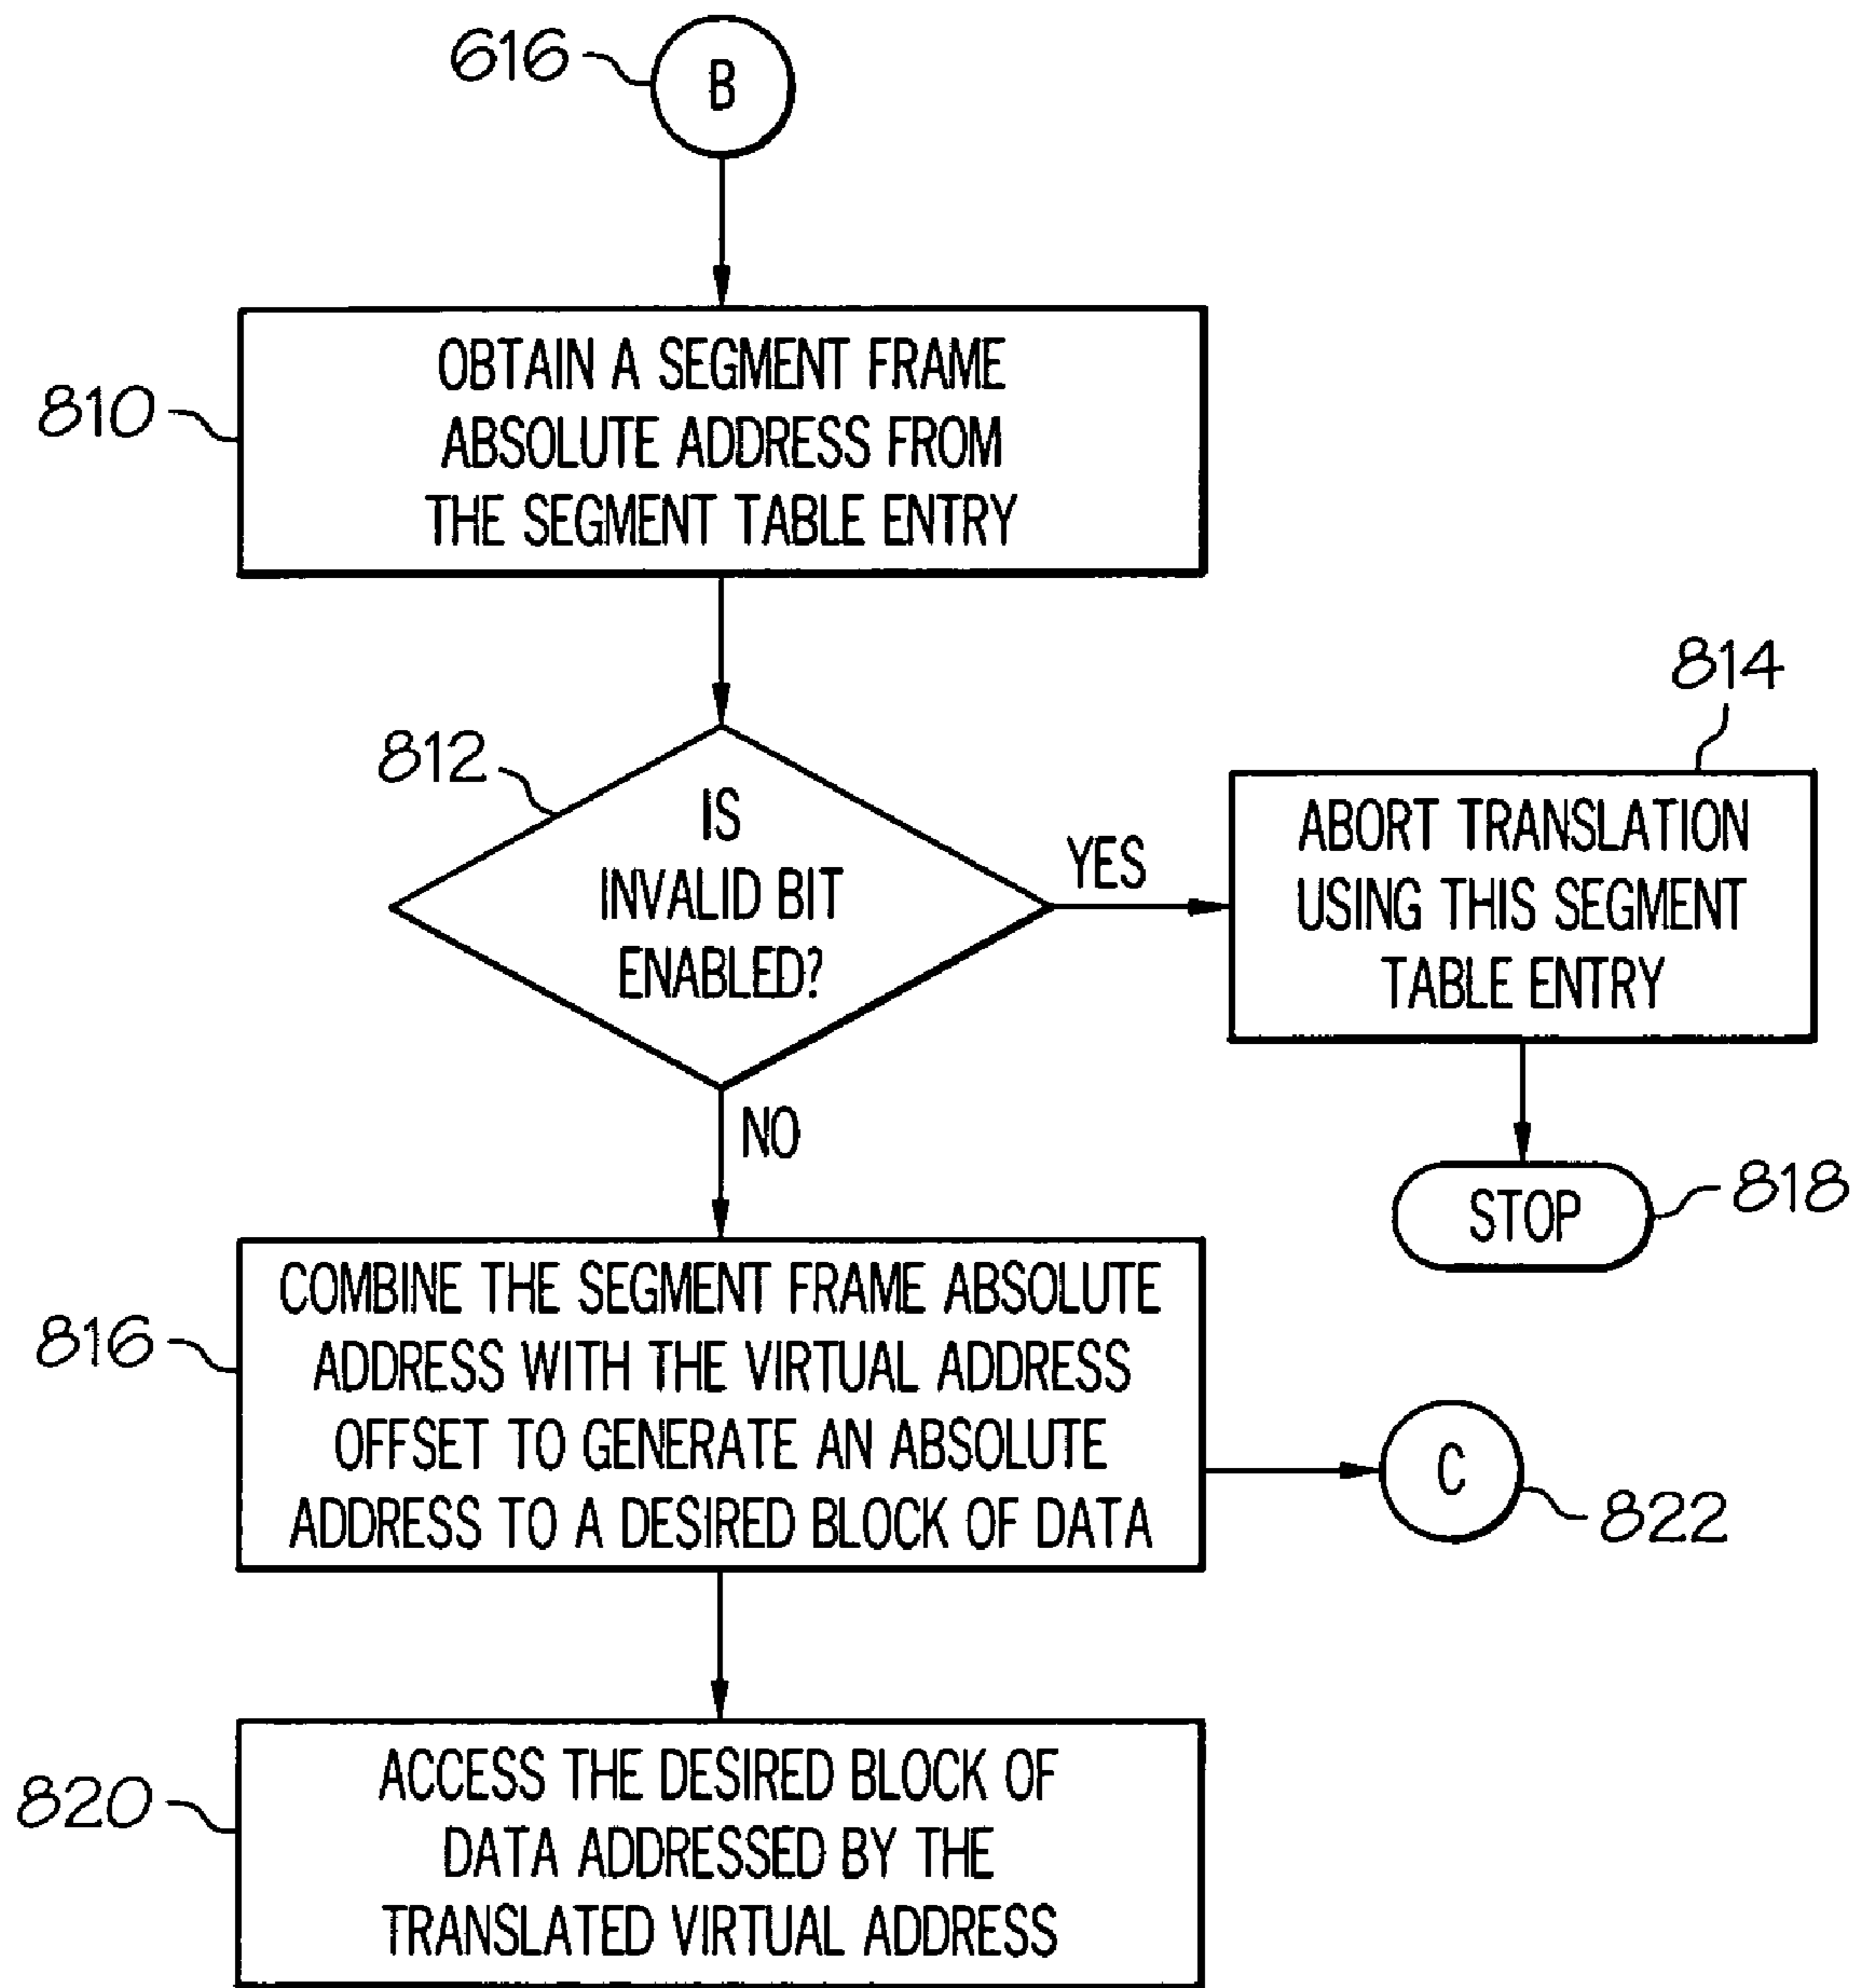 616
B
810
OBTAIN A SEGMENT FRAME
ABSOLUTE ADDRESS FROM
THE SEGMENT TABLE ENTRY
812
IS
INVALID BIT
ENABLED?
YES
814
ABORT TRANSLATION
USING THIS SEGMENT
TABLE ENTRY
STOP
818
NO
816
COMBINE THE SEGMENT FRAME ABSOLUTE
ADDRESS WITH THE VIRTUAL ADDRESS
OFFSET TO GENERATE AN ABSOLUTE
ADDRESS TO A DESIRED BLOCK OF DATA
C
822
820
ACCESS THE DESIRED BLOCK OF
DATA ADDRESSED BY THE
TRANSLATED VIRTUAL ADDRESS